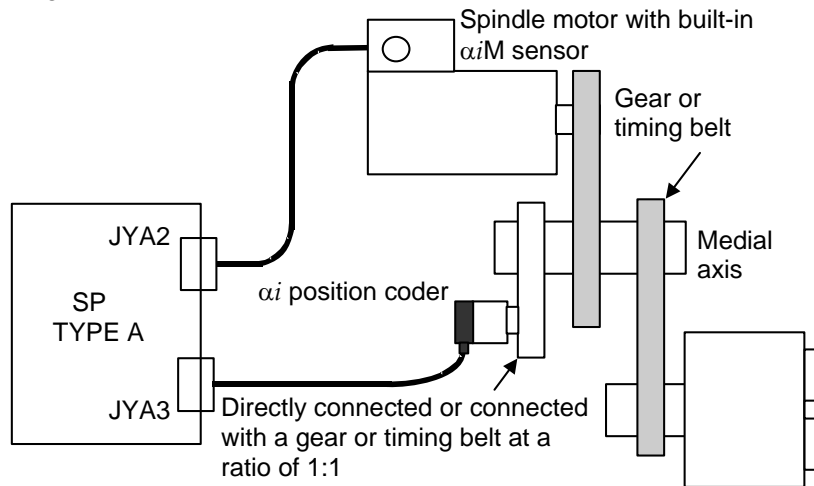 Spindle motor with built-in
αiM sensor
Gear or
timing belt
JYA2
Medial
axis
αi position coder
SP
TYPE A
JYA3
Directly connected or connected
with a gear or timing belt at a
ratio of 1:1